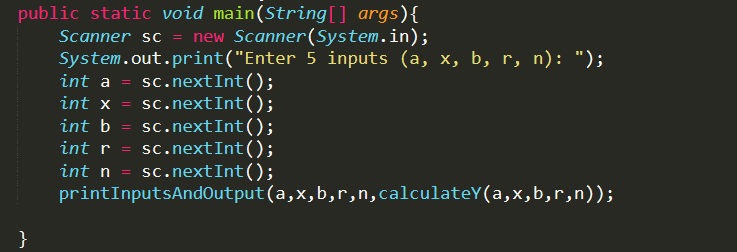 public static void main(String[] args){
Scanner sc = new Scanner(System.in);
System.out.print("Enter 5 inputs (a, x, b, r, n): ");
int a = sc.nextInt();
int x = sc.nextInt();
int b = sc.nextInt();
int r = sc.nextInt();
int n = sc.nextInt();
printInputsAndOutput(a,x,b,r,n,calculateY(a,x,b,r,n));
}